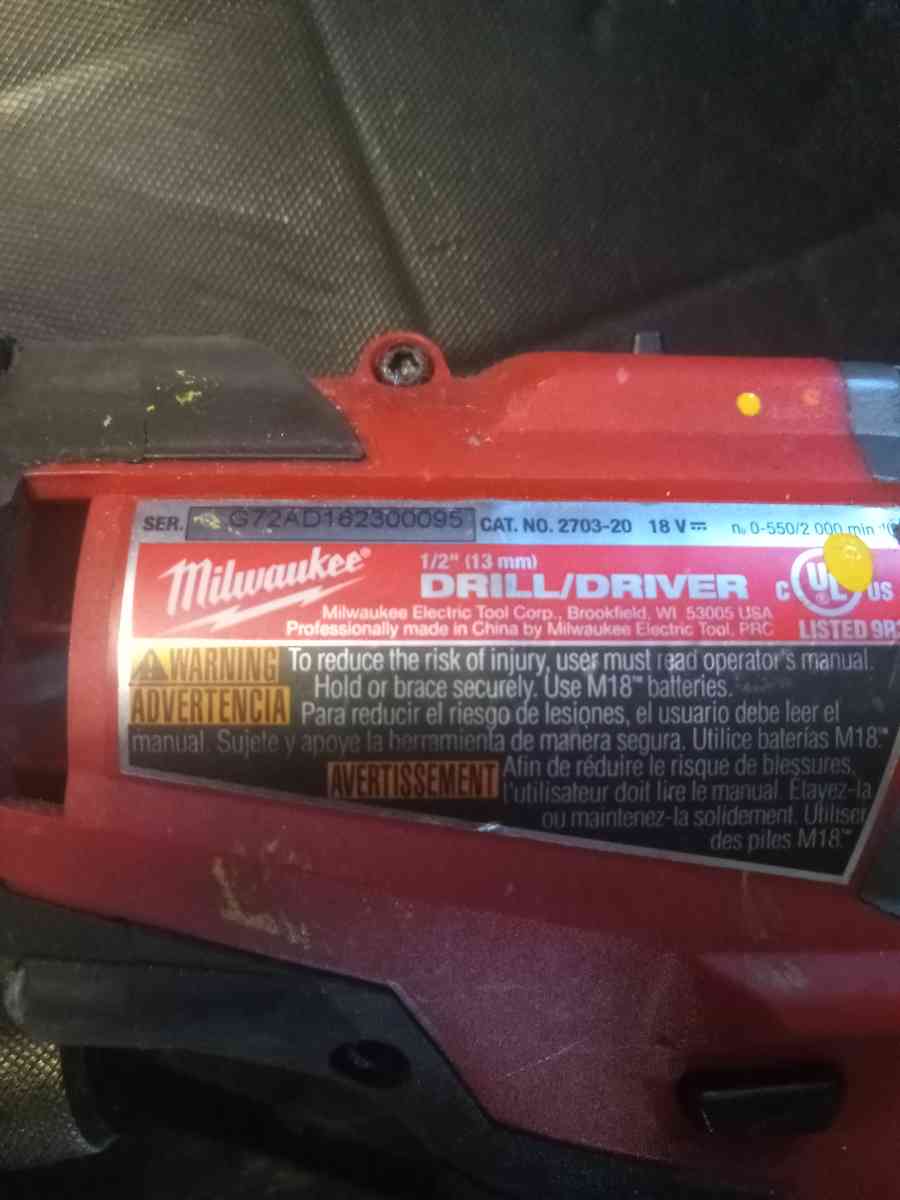 SER. G72AD182300095 CAT. NO. 2703-20 18 V⎓ n₀ 0-550/2 000 min
Milwaukee®
1/2" (13 mm)
DRILL/DRIVER
C UL US
Milwaukee Electric Tool Corp., Brookfield, WI 53005 USA
Professionally made in China by Milwaukee Electric Tool, PRC
LISTED
WARNING To reduce the risk of injury, user must read operator's manual.
Hold or brace securely. Use M18™ batteries.
ADVERTENCIA Para reducir el riesgo de lesiones, el usuario debe leer el
manual. Sujete y apoye la herramienta de manera segura. Utilice baterías M18.™
AVERTISSEMENT Afin de réduire le risque de blessures,
l'utilisateur doit lire le manual. Étayez-la
ou maintenez-la solidement. Utiliser
des piles M18.™